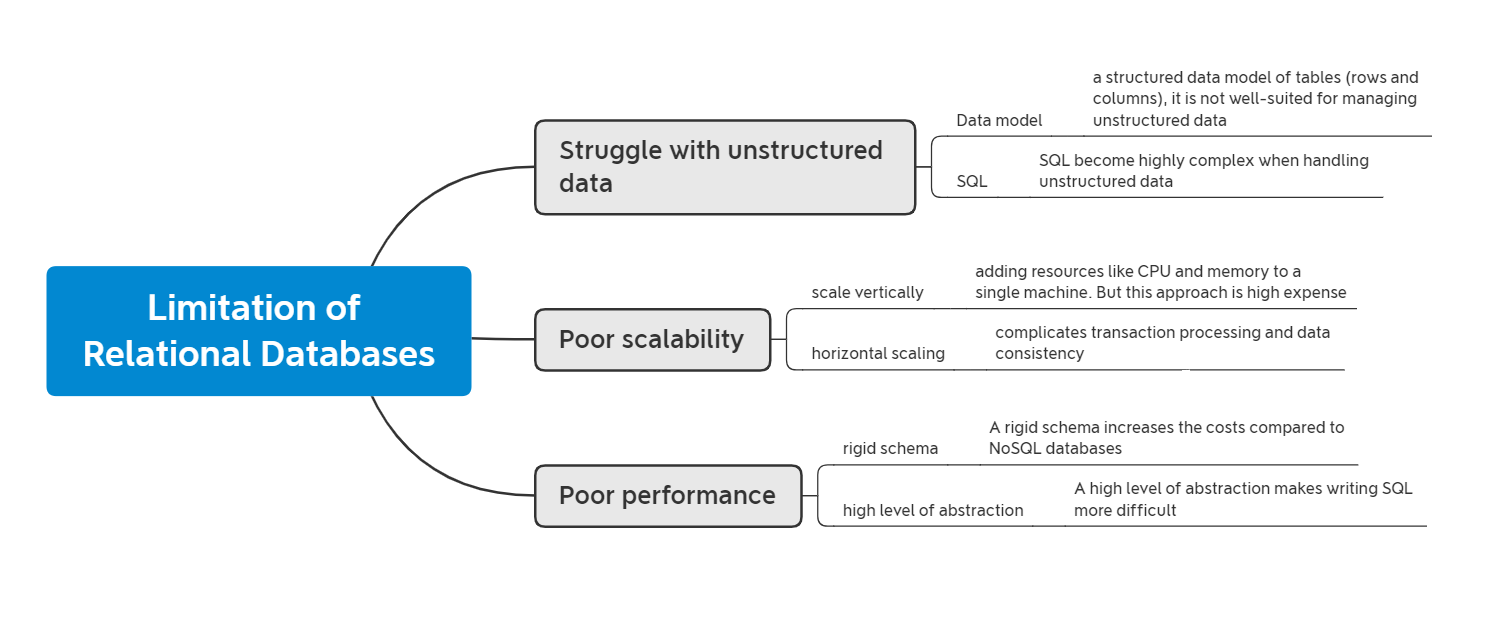 Limitation of
Relational Databases
Struggle with unstructured
data
Data model
a structured data model of tables (rows and
columns), it is not well-suited for managing
unstructured data
SQL
SQL become highly complex when handling
unstructured data
Poor scalability
scale vertically
adding resources like CPU and memory to a
single machine. But this approach is high expense
horizontal scaling
complicates transaction processing and data
consistency
Poor performance
rigid schema
A rigid schema increases the costs compared to
NoSQL databases
high level of abstraction
A high level of abstraction makes writing SQL
more difficult